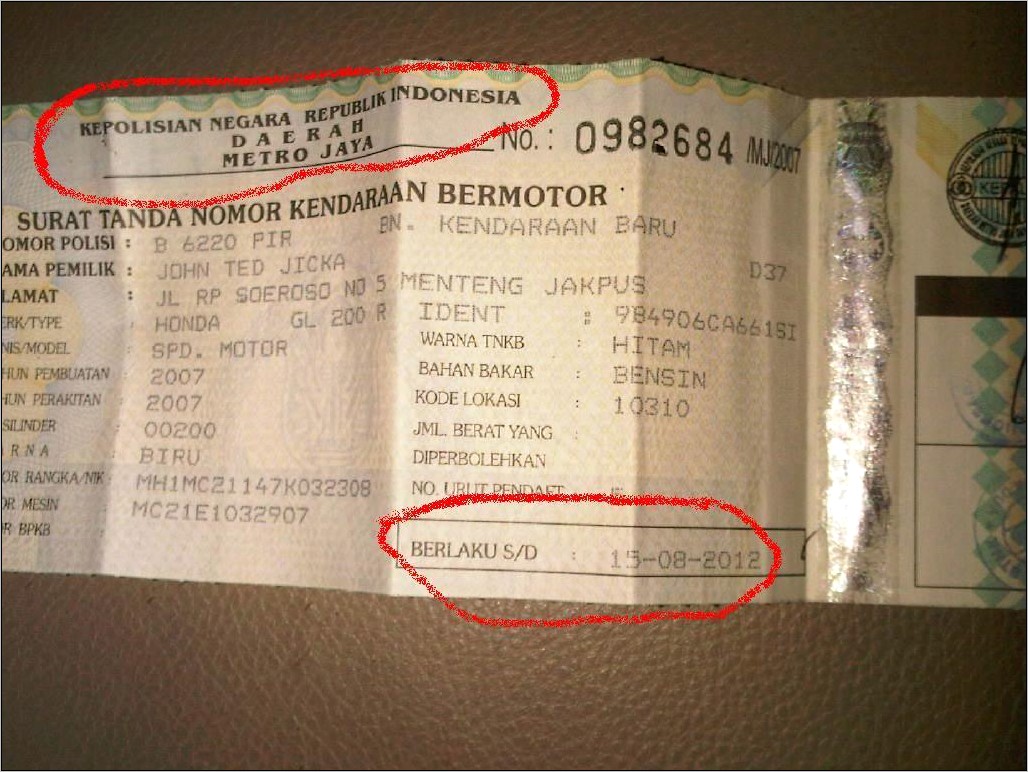 KEPOLISIAN NEGARA REPUBLIK INDONESIA
DAERAH
METRO JAYA
No.: 0982684 /MJ/2007
SURAT TANDA NOMOR KENDARAAN BERMOTOR
OMOR POLISI : B 6220 PIR BN. KENDARAAN BARU
AMA PEMILIK : JOHN TED JICKA D37
LAMAT : JL RP SOEROSO NO 5 MENTENG JAKPUS
ERK/TYPE HONDA GL 200 R IDENT : 9B4906CA661SI
NIS/MODEL : SPD. MOTOR WARNA TNKB : HITAM
HUN PEMBUATAN : 2007 BAHAN BAKAR : BENSIN
HUN PERAKITAN : 2007 KODE LOKASI : 10310
SILINDER : 00200 JML. BERAT YANG :
ARNA : BIRU DIPERBOLEHKAN
OR RANGKA/NIK : MH1MC21147K032308 NO. URUT PENDAFT :
OR MESIN : MC21E1032907
OR BPKB :
BERLAKU S/D : 15-08-2012